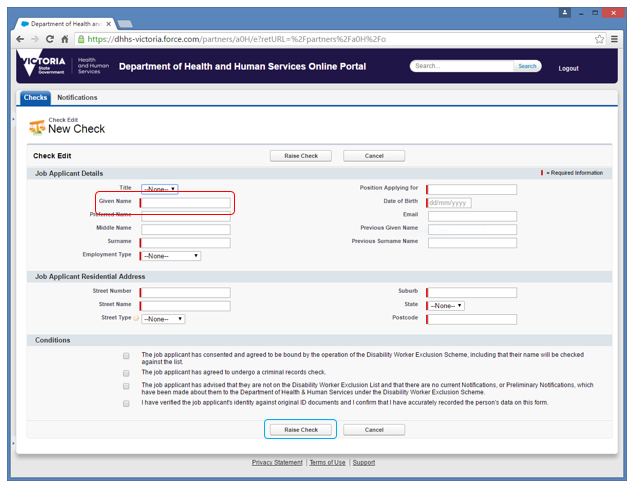 Department of Health and
https://dhhs-victoria.force.com/partners/a0H/e?retURL=%2Fpartners%2Fa0H%2Fo
VICTORIA
State
Government
Health
and Human
Services
Department of Health and Human Services Online Portal
Search...
Search
Logout
Checks
Notifications
Check Edit
New Check
Check Edit
Raise Check
Cancel
Job Applicant Details
= Required Information
Title
--None--
Position Applying for
Given Name
Date of Birth
dd/mm/yyyy
Preferred Name
Email
Middle Name
Previous Given Name
Surname
Previous Surname Name
Employment Type
--None--
Job Applicant Residential Address
Street Number
Suburb
Street Name
State
--None--
Street Type
--None--
Postcode
Conditions
The job applicant has consented and agreed to be bound by the operation of the Disability Worker Exclusion Scheme, including that their name will be checked
against the list.
The job applicant has agreed to undergo a criminal records check.
The job applicant has advised that they are not on the Disability Worker Exclusion List and that there are no current Notifications, or Preliminary Notifications, which
have been made about them to the Department of Health & Human Services under the Disability Worker Exclusion Scheme.
I have verified the job applicant's identity against original ID documents and I confirm that I have accurately recorded the person's data on this form.
Raise Check
Cancel
Privacy Statement | Terms of Use | Support